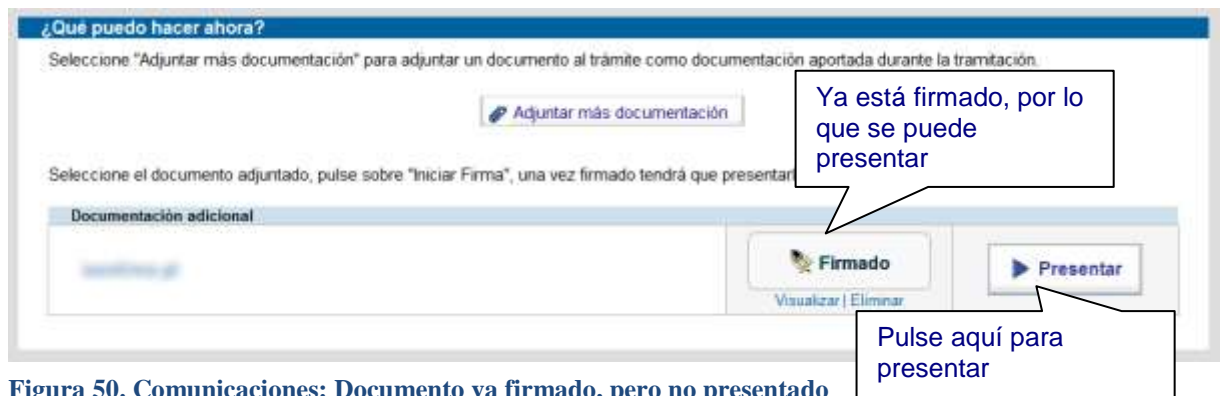 ¿Qué puedo hacer ahora?
Seleccione "Adjuntar más documentación" para adjuntar un documento al trámite como documentación aportada durante la tramitación.
Adjuntar más documentación
Ya está firmado, por lo
que se puede
presentar
Seleccione el documento adjuntado, pulse sobre "Iniciar Firma", una vez firmado tendrá que
Documentación adicional
Firmado
Presentar
Visualizar | Eliminar
Pulse aquí para
presentar
Figura 50. Comunicaciones: Documento ya firmado, pero no presentado